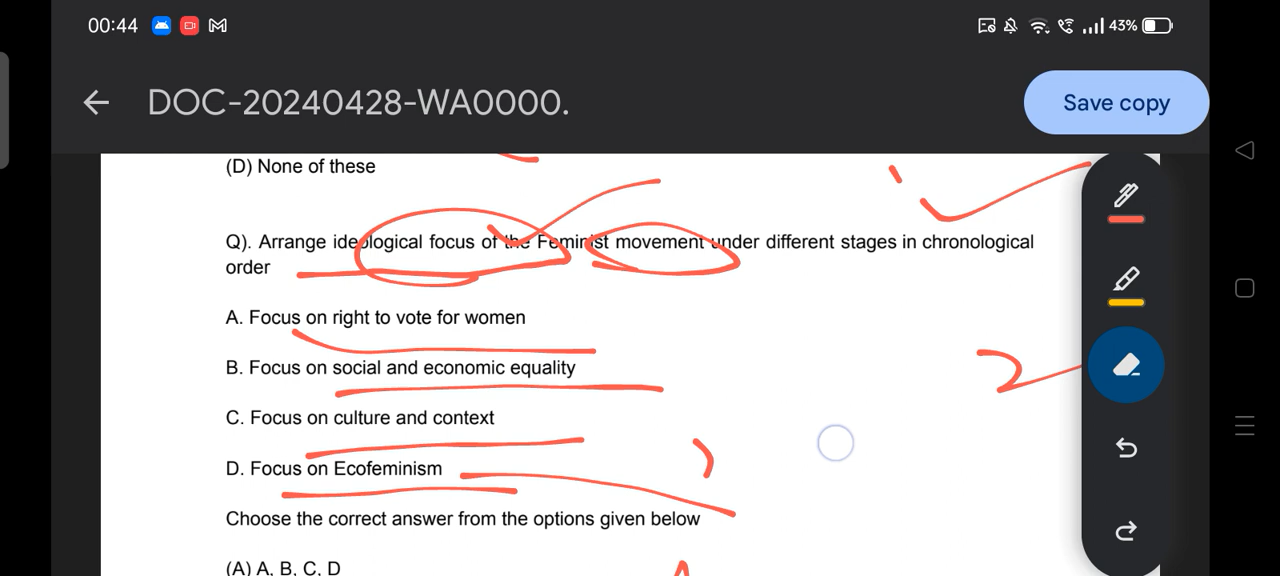 00:44
43%
DOC-20240428-WA0000.
Save copy
(D) None of these
Q). Arrange ideological focus of the Feminist movement under different stages in chronological
order
A. Focus on right to vote for women
B. Focus on social and economic equality
C. Focus on culture and context
D. Focus on Ecofeminism
Choose the correct answer from the options given below
(A) A, B, C, D